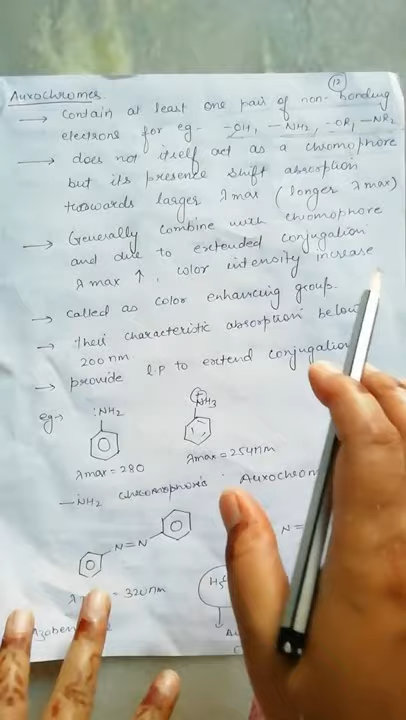 (12)
Auxochromes.
→ Contain at least one pair of non-bonding
electrons for eg- -OH, -NH2, -OR, -NR2
→ does not itself act as a chromophore
but its presence shift absorption
towards larger λmax (longer λmax)
→ Generally combine with chromophore
and due to extended conjugation
λmax ↑, color intensity increase
→ called as color enhancing group.
→ their characteristic absorption below
200 nm
→ provide l.p to extend conjugation
eg→ :NH2 +NH3
λmax = 280 λmax = 254nm
-NH2 Auxochrom
N=N N=
= 320nm H3C
Azoben
Au